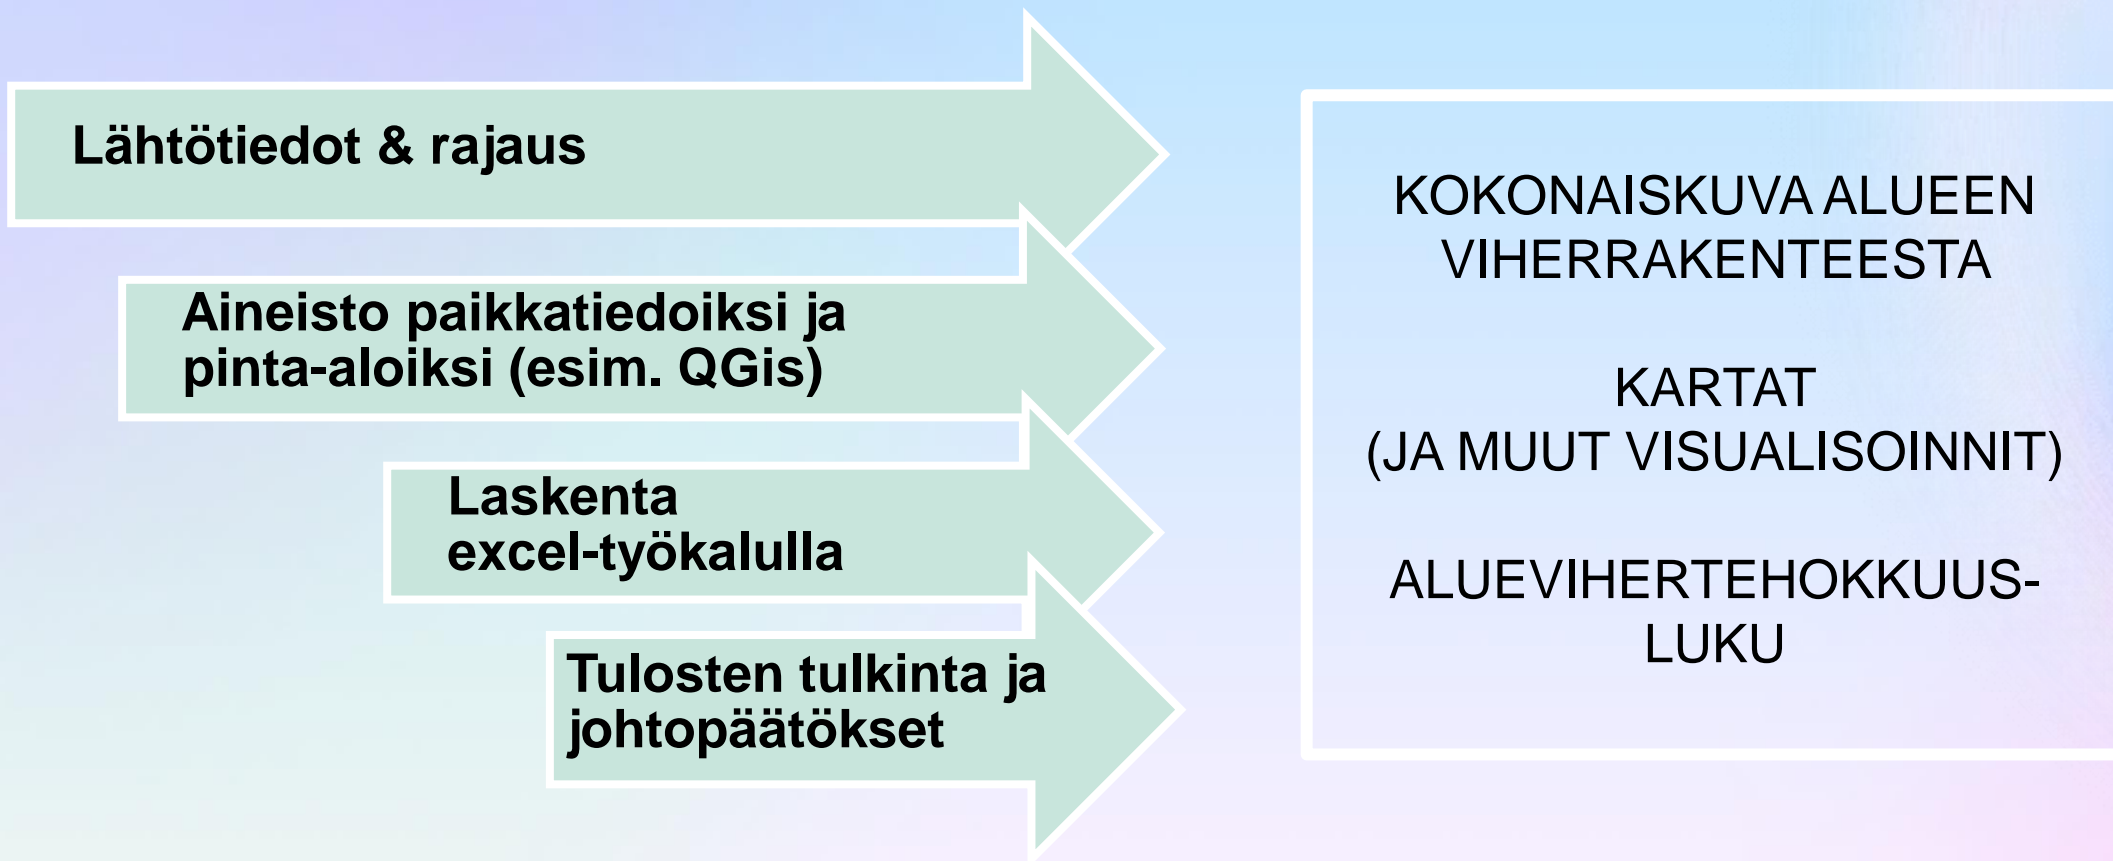 Lähtötiedot & rajaus
Aineisto paikkatiedoiksi ja
pinta-aloiksi (esim. QGis)
Laskenta
excel-työkalulla
Tulosten tulkinta ja
johtopäätökset
KOKONAISKUVA ALUEEN
VIHERRAKENTEESTA
KARTAT
(JA MUUT VISUALISOINNIT)
ALUEVIHERTEHOKKUUS-
LUKU